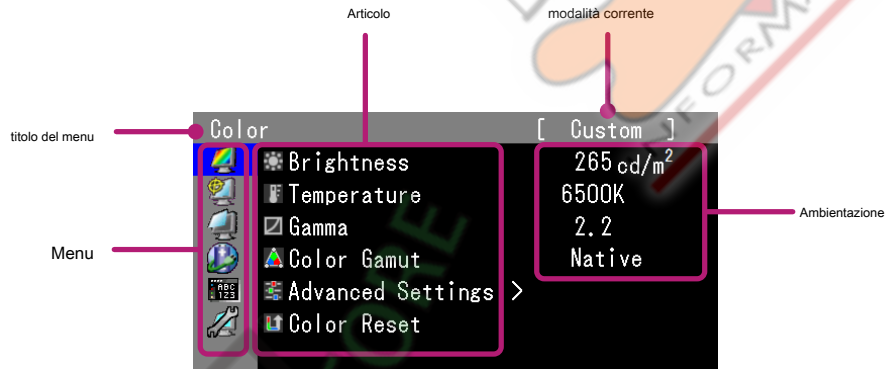 Articolo
modalità corrente
titolo del menu
Color [ Custom ]
Brightness 265 cd/m²
Temperature 6500K
Gamma 2.2
Color Gamut Native
Advanced Settings >
Color Reset
Menu
Ambientazione
ABC
123